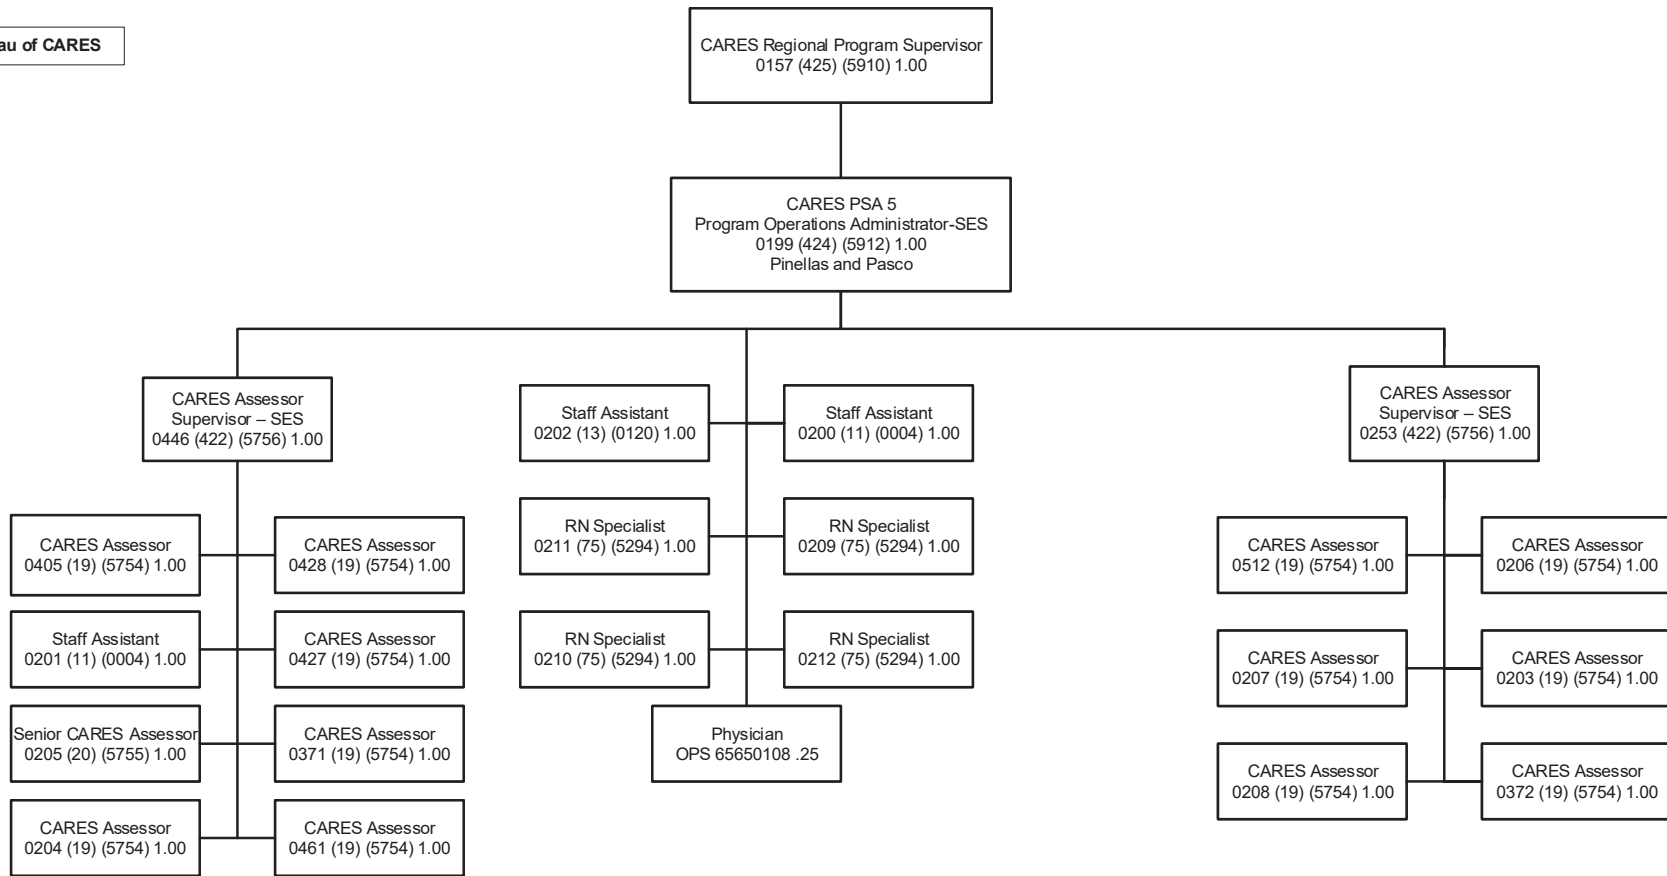 au of CARES
CARES Regional Program Supervisor
0157 (425) (5910) 1.00
CARES PSA 5
Program Operations Administrator-SES
0199 (424) (5912) 1.00
Pinellas and Pasco
CARES Assessor
Supervisor – SES
0446 (422) (5756) 1.00
CARES Assessor
0405 (19) (5754) 1.00
CARES Assessor
0428 (19) (5754) 1.00
Staff Assistant
0201 (11) (0004) 1.00
CARES Assessor
0427 (19) (5754) 1.00
Senior CARES Assessor
0205 (20) (5755) 1.00
CARES Assessor
0371 (19) (5754) 1.00
CARES Assessor
0204 (19) (5754) 1.00
CARES Assessor
0461 (19) (5754) 1.00
Staff Assistant
0202 (13) (0120) 1.00
Staff Assistant
0200 (11) (0004) 1.00
RN Specialist
0211 (75) (5294) 1.00
RN Specialist
0209 (75) (5294) 1.00
RN Specialist
0210 (75) (5294) 1.00
RN Specialist
0212 (75) (5294) 1.00
Physician
OPS 65650108 .25
CARES Assessor
Supervisor – SES
0253 (422) (5756) 1.00
CARES Assessor
0512 (19) (5754) 1.00
CARES Assessor
0206 (19) (5754) 1.00
CARES Assessor
0207 (19) (5754) 1.00
CARES Assessor
0203 (19) (5754) 1.00
CARES Assessor
0208 (19) (5754) 1.00
CARES Assessor
0372 (19) (5754) 1.00